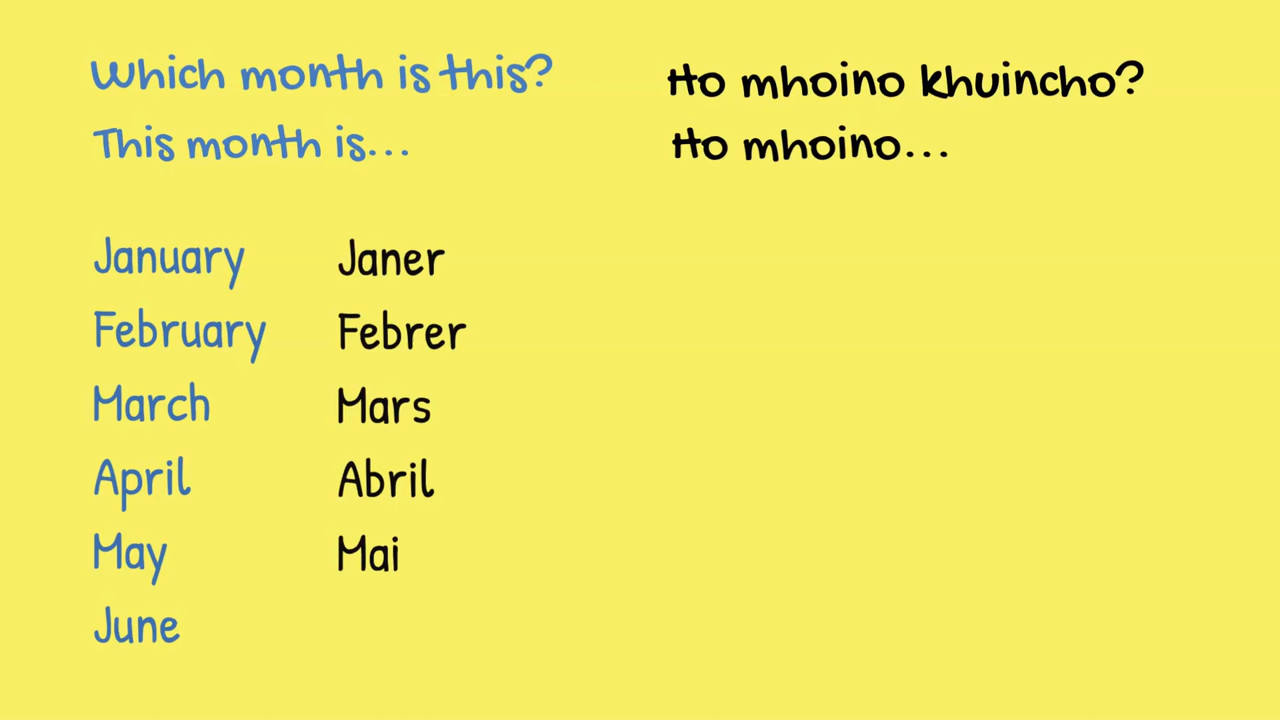 Which month is this?
Ho mhoino khuincho?
This month is...
Ho mhoino...
January
Janer
February
Febrer
March
Mars
April
Abril
May
Mai
June